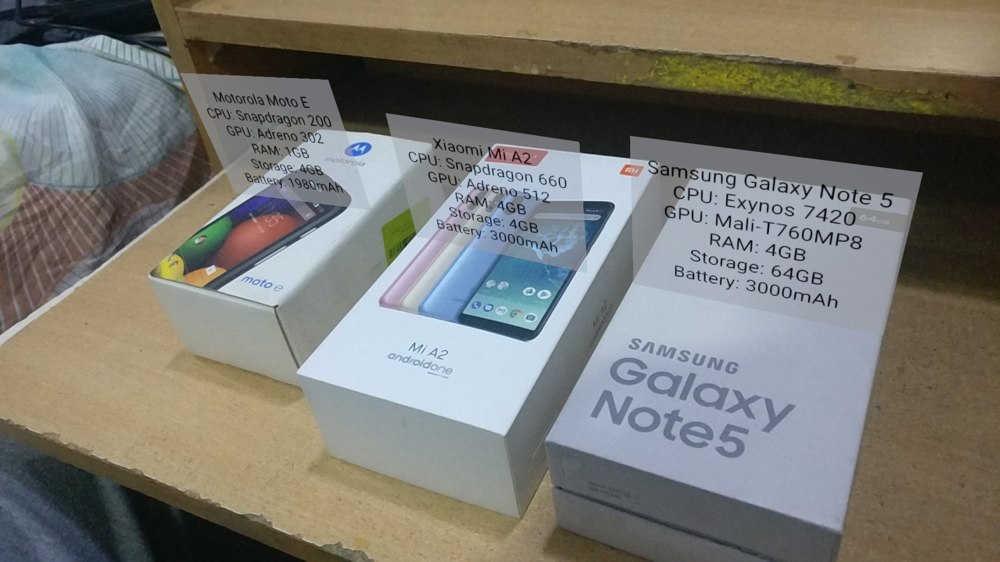 Motorola Moto E
CPU: Snapdragon 200
GPU: Adreno 302
RAM: 1GB
Storage: 4GB
Battery: 1980mAh
motorola
moto e
Xiaomi Mi A2
CPU: Snapdragon 660
GPU: Adreno 512
RAM: 4GB
Storage: 4GB
Battery: 3000mAh
mi
Mi A2
androidone
Mi A2
Samsung Galaxy Note 5
CPU: Exynos 7420
GPU: Mali-T760MP8
RAM: 4GB
Storage: 64GB
Battery: 3000mAh
64GB
SAMSUNG
Galaxy
Note5